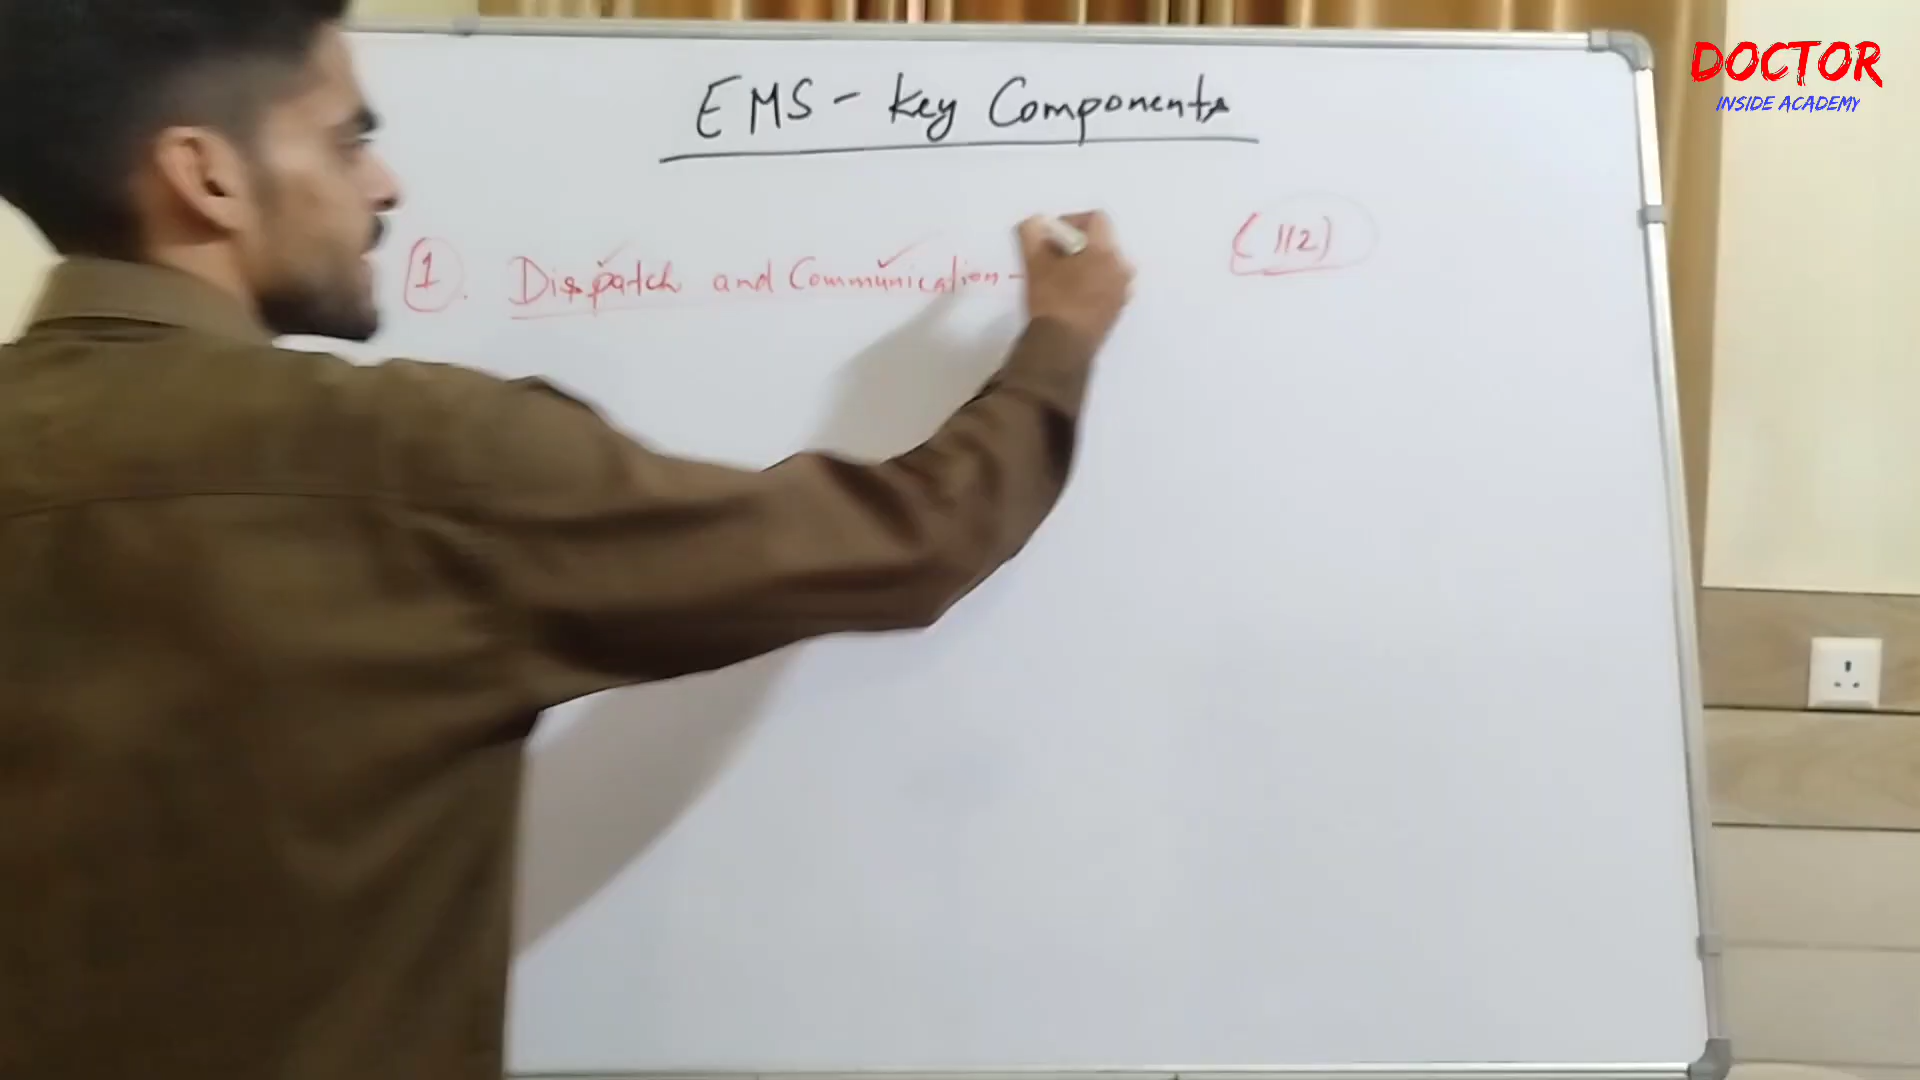 DOCTOR
INSIDE ACADEMY
EMS - Key Components
(112)
1. Dispatch and Communication -